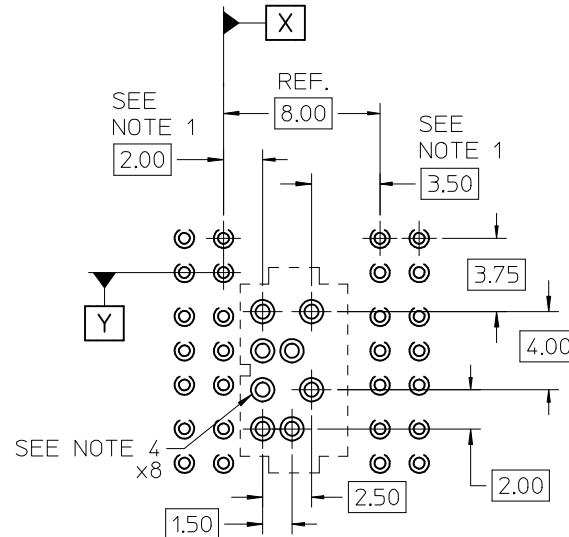 X
REF.
8.00
SEE
NOTE 1
2.00
SEE
NOTE 1
3.50
3.75
Y
4.00
SEE NOTE 4
x8
2.50
2.00
1.50